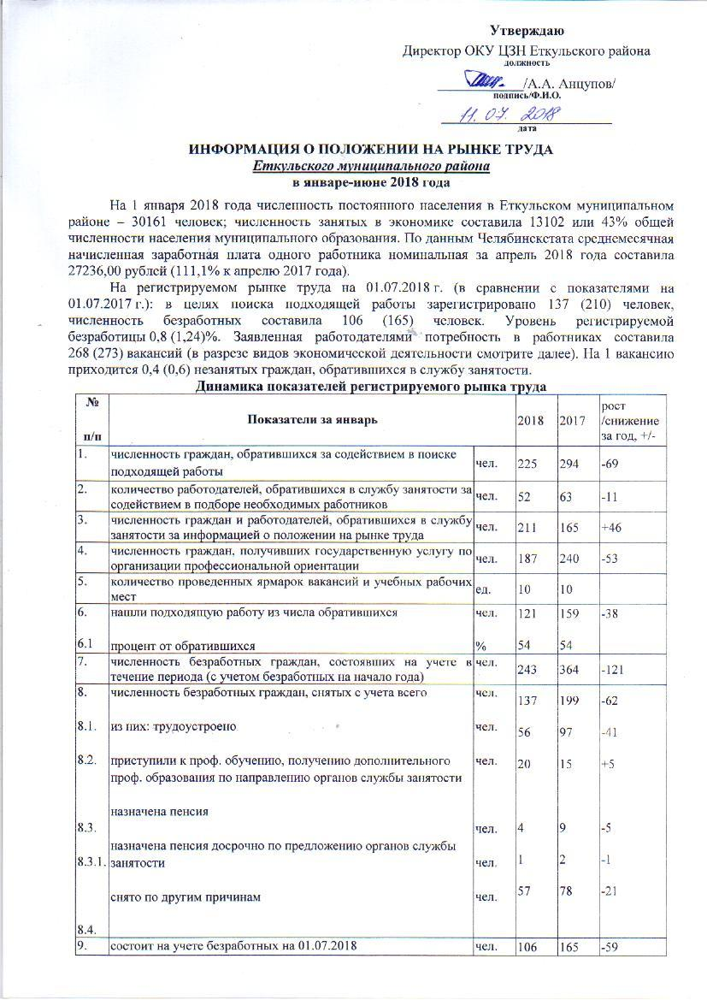 Утверждаю
Директор ОКУ ЦЗН Еткульского района
должность
/А.А. Анцупов/
подпись/Ф.И.О.
11.07. 2018
дата
ИНФОРМАЦИЯ О ПОЛОЖЕНИИ НА РЫНКЕ ТРУДА
Еткульского муниципального района
в январе-июне 2018 года
На 1 января 2018 года численность постоянного населения в Еткульском муниципальном
районе – 30161 человек; численность занятых в экономике составила 13102 или 43% общей
численности населения муниципального образования. По данным Челябинскстата среднемесячная
начисленная заработная плата одного работника номинальная за апрель 2018 года составила
27236,00 рублей (111,1% к апрелю 2017 года).
На регистрируемом рынке труда на 01.07.2018 г. (в сравнении с показателями на
01.07.2017 г.): в целях поиска подходящей работы зарегистрировано 137 (210) человек,
численность безработных составила 106 (165) человек. Уровень регистрируемой
безработицы 0,8 (1,24)%. Заявленная работодателями потребность в работниках составила
268 (273) вакансий (в разрезе видов экономической деятельности смотрите далее). На 1 вакансию
приходится 0,4 (0,6) незанятых граждан, обратившихся в службу занятости.
Динамика показателей регистрируемого рынка труда
№ п/п Показатели за январь 2018 2017 рост
/снижение
за год, +/-
1. численность граждан, обратившихся за содействием в поиске
подходящей работы чел. 225 294 -69
2. количество работодателей, обратившихся в службу занятости за
содействием в подборе необходимых работников чел. 52 63 -11
3. численность граждан и работодателей, обратившихся в службу
занятости за информацией о положении на рынке труда чел. 211 165 +46
4. численность граждан, получивших государственную услугу по
организации профессиональной ориентации чел. 187 240 -53
5. количество проведенных ярмарок вакансий и учебных рабочих
мест ед. 10 10
6. нашли подходящую работу из числа обратившихся чел. 121 159 -38
6.1 процент от обратившихся % 54 54
7. численность безработных граждан, состоявших на учете в
течение периода (с учетом безработных на начало года) чел. 243 364 -121
8. численность безработных граждан, снятых с учета всего чел. 137 199 -62
8.1. из них: трудоустроено чел. 56 97 -41
8.2. приступили к проф. обучению, получению дополнительного
проф. образования по направлению органов службы занятости чел. 20 15 +5
8.3. назначена пенсия чел. 4 9 -5
8.3.1. назначена пенсия досрочно по предложению органов службы
занятости чел. 1 2 -1
8.4. снято по другим причинам чел. 57 78 -21
9. состоит на учете безработных на 01.07.2018 чел. 106 165 -59